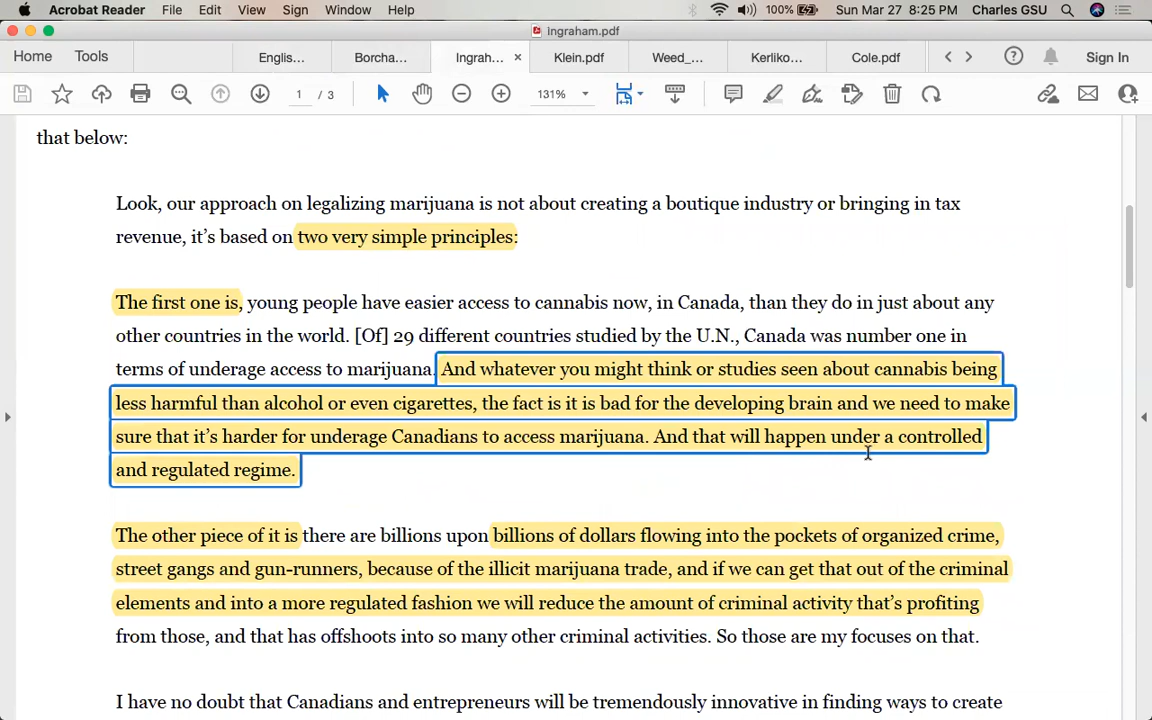 Acrobat Reader File Edit View Sign Window Help 100% Sun Mar 27 8:25 PM Charles GSU
Ingraham.pdf
Home Tools Englis... Borcha... Ingrah... × Klein.pdf Weed_... Kerliko... Cole.pdf Sign In
1 / 3 131%
that below:
Look, our approach on legalizing marijuana is not about creating a boutique industry or bringing in tax
revenue, it's based on two very simple principles:
The first one is, young people have easier access to cannabis now, in Canada, than they do in just about any
other countries in the world. [Of] 29 different countries studied by the U.N., Canada was number one in
terms of underage access to marijuana. And whatever you might think or studies seen about cannabis being
less harmful than alcohol or even cigarettes, the fact is it is bad for the developing brain and we need to make
sure that it's harder for underage Canadians to access marijuana. And that will happen under a controlled
and regulated regime.
The other piece of it is there are billions upon billions of dollars flowing into the pockets of organized crime,
street gangs and gun-runners, because of the illicit marijuana trade, and if we can get that out of the criminal
elements and into a more regulated fashion we will reduce the amount of criminal activity that's profiting
from those, and that has offshoots into so many other criminal activities. So those are my focuses on that.
I have no doubt that Canadians and entrepreneurs will be tremendously innovative in finding ways to create